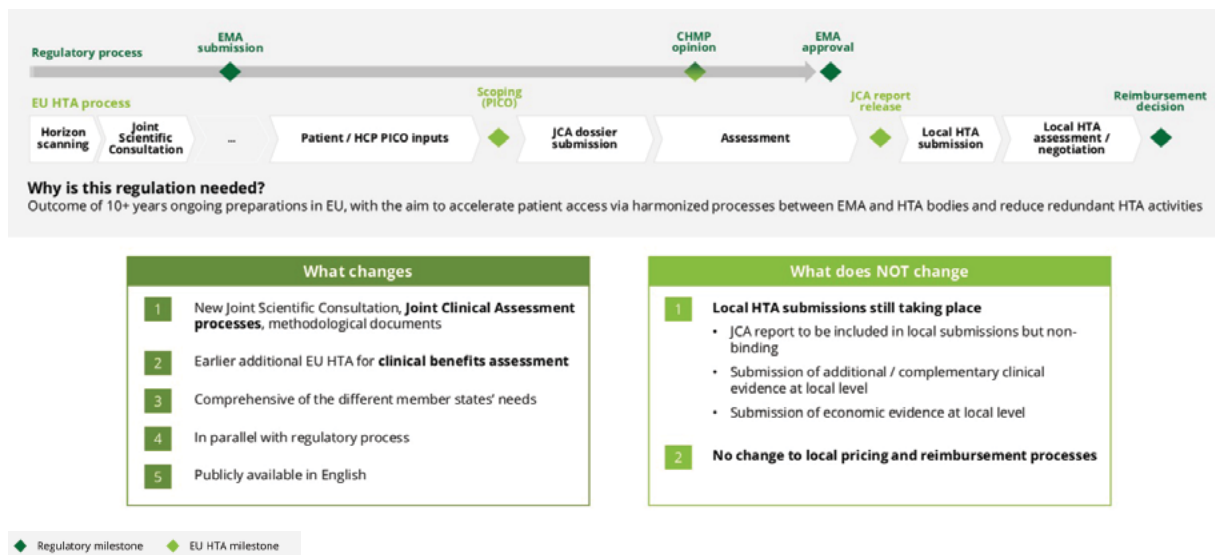 EMA
submission
CHMP
opinion
EMA
approval
Regulatory process
EU HTA process
Scoping
(PICO)
JCA report
release
Reimbursement
decision
Horizon
scanning
Joint
Scientific
Consultation
...
Patient / HCP PICO inputs
JCA dossier
submission
Assessment
Local HTA
submission
Local HTA
assessment /
negotiation
Why is this regulation needed?
Outcome of 10+ years ongoing preparations in EU, with the aim to accelerate patient access via harmonized processes between EMA and HTA bodies and reduce redundant HTA activities
What changes
1 New Joint Scientific Consultation, Joint Clinical Assessment
processes, methodological documents
2 Earlier additional EU HTA for clinical benefits assessment
3 Comprehensive of the different member states' needs
4 In parallel with regulatory process
5 Publicly available in English
What does NOT change
1 Local HTA submissions still taking place
• JCA report to be included in local submissions but non-
binding
• Submission of additional / complementary clinical
evidence at local level
• Submission of economic evidence at local level
2 No change to local pricing and reimbursement processes
Regulatory milestone
EU HTA milestone